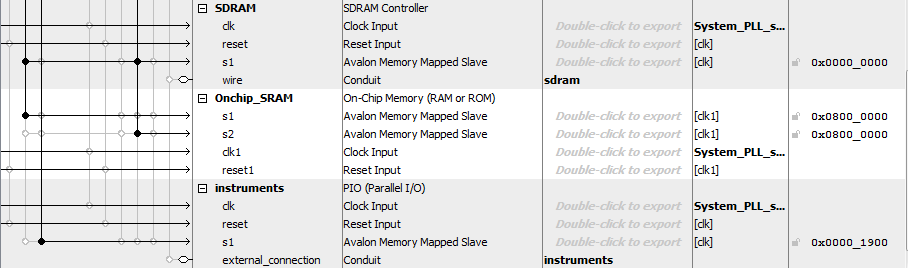 SDRAM SDRAM Controller
clk Clock Input Double-click to export System_PLL_s...
reset Reset Input Double-click to export [clk]
s1 Avalon Memory Mapped Slave Double-click to export [clk] 0x0000_0000
wire Conduit sdram
Onchip_SRAM On-Chip Memory (RAM or ROM)
s1 Avalon Memory Mapped Slave Double-click to export [clk1] 0x0800_0000
s2 Avalon Memory Mapped Slave Double-click to export [clk1] 0x0800_0000
clk1 Clock Input Double-click to export System_PLL_s...
reset1 Reset Input Double-click to export [clk1]
instruments PIO (Parallel I/O)
clk Clock Input Double-click to export System_PLL_s...
reset Reset Input Double-click to export [clk]
s1 Avalon Memory Mapped Slave Double-click to export [clk] 0x0000_1900
external_connection Conduit instruments